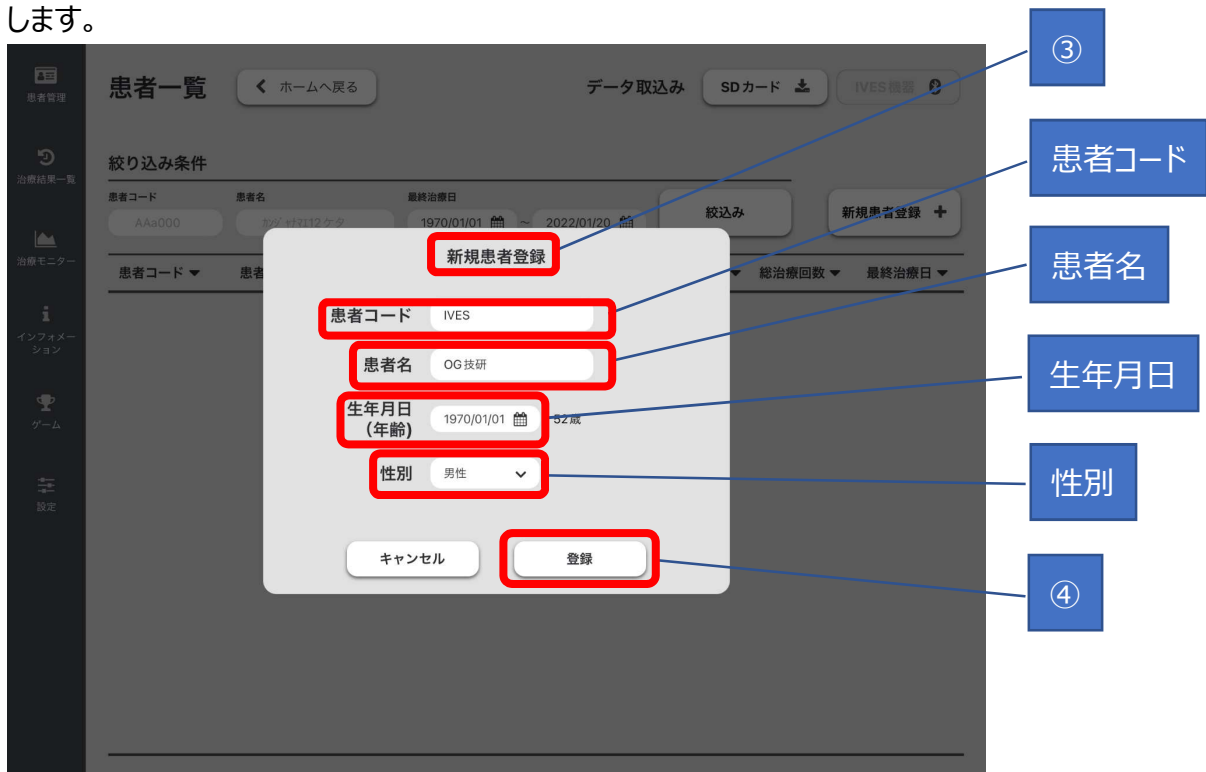 します。
③
患者管理
患者一覧
ホームへ戻る
データ取込み
SDカード
IVES機器
患者コード
治療結果一覧
絞り込み条件
患者コード
患者名
最終治療日
AAa000
1970/01/01
～
2022/01/20
絞込み
新規患者登録
患者名
治療モニター
新規患者登録
患者コード
患者
総治療回数
最終治療日
インフォメー
ション
患者コード
IVES
患者名
OG技研
生年月日
ゲーム
生年月日
(年齢)
1970/01/01
52歳
性別
男性
性別
設定
キャンセル
登録
④